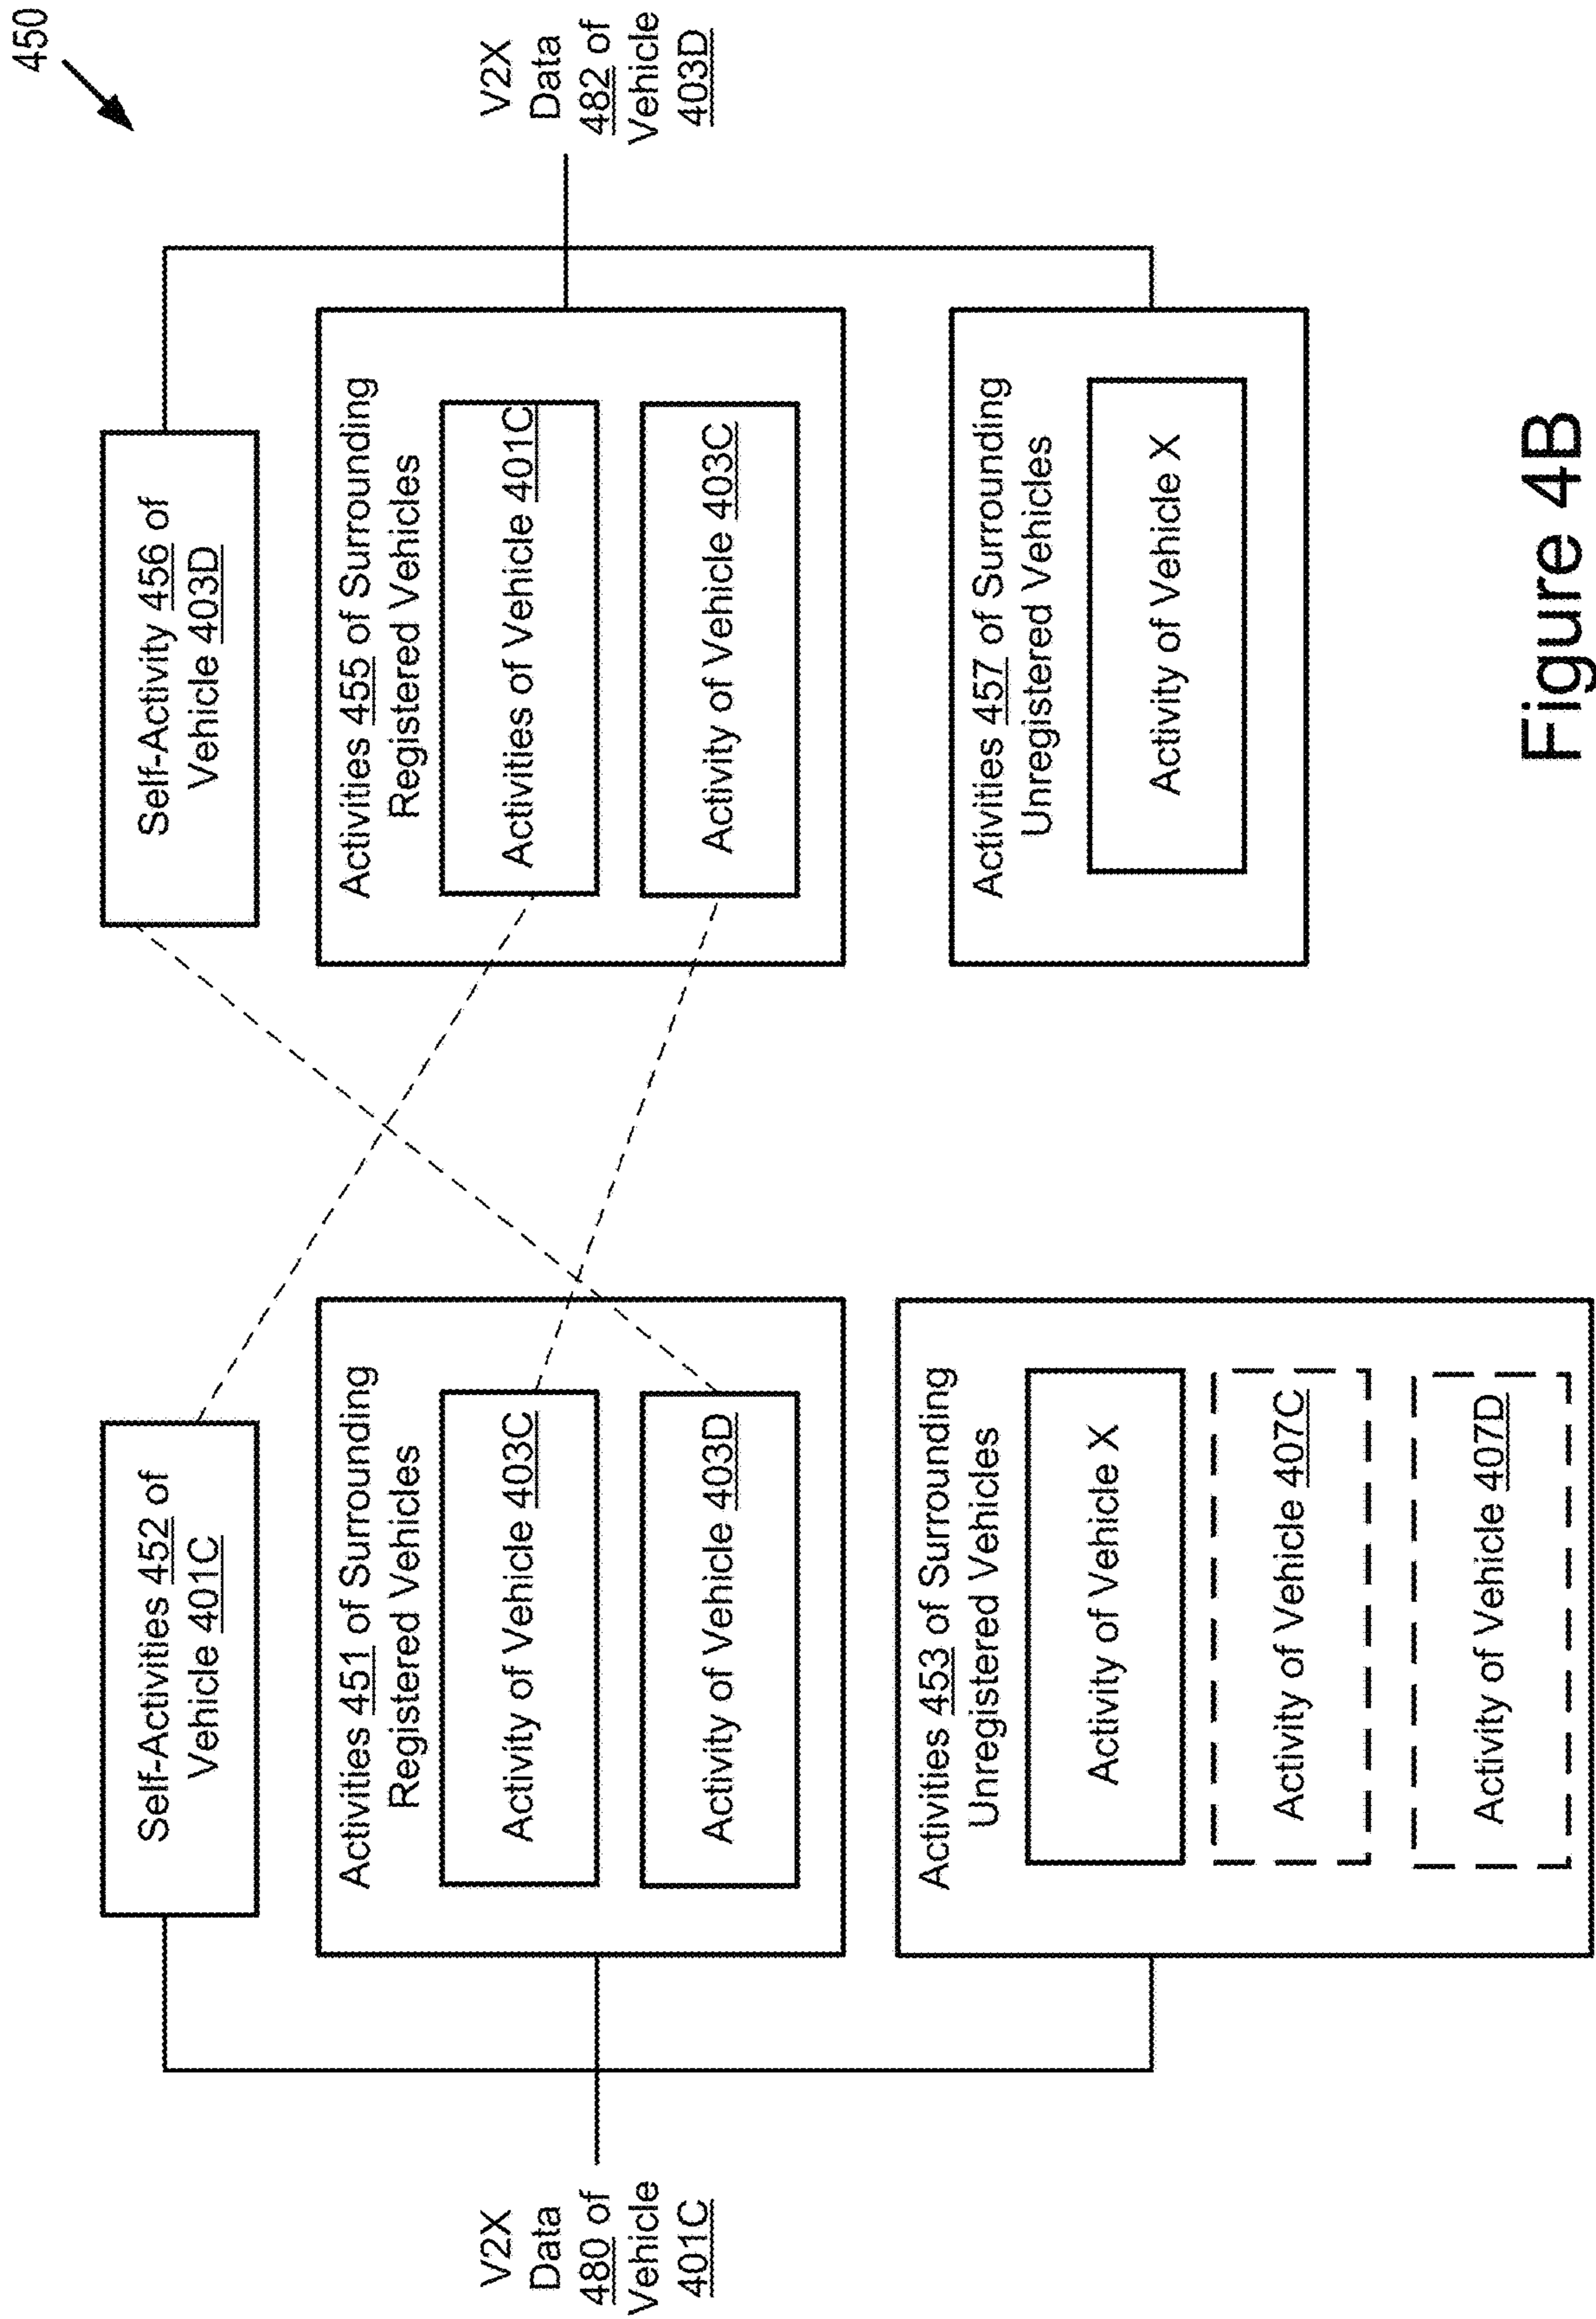 450
V2X
Data
480 of
Vehicle
401C
Self-Activities 452 of
Vehicle 401C
Activities 451 of Surrounding
Registered Vehicles
Activity of Vehicle 403C
Activity of Vehicle 403D
Activities 453 of Surrounding
Unregistered Vehicles
Activity of Vehicle X
Activity of Vehicle 407C
Activity of Vehicle 407D
Self-Activity 456 of
Vehicle 403D
Activities 455 of Surrounding
Registered Vehicles
Activities of Vehicle 401C
Activity of Vehicle 403C
Activities 457 of Surrounding
Unregistered Vehicles
Activity of Vehicle X
V2X
Data
482 of
Vehicle
403D
Figure 4B